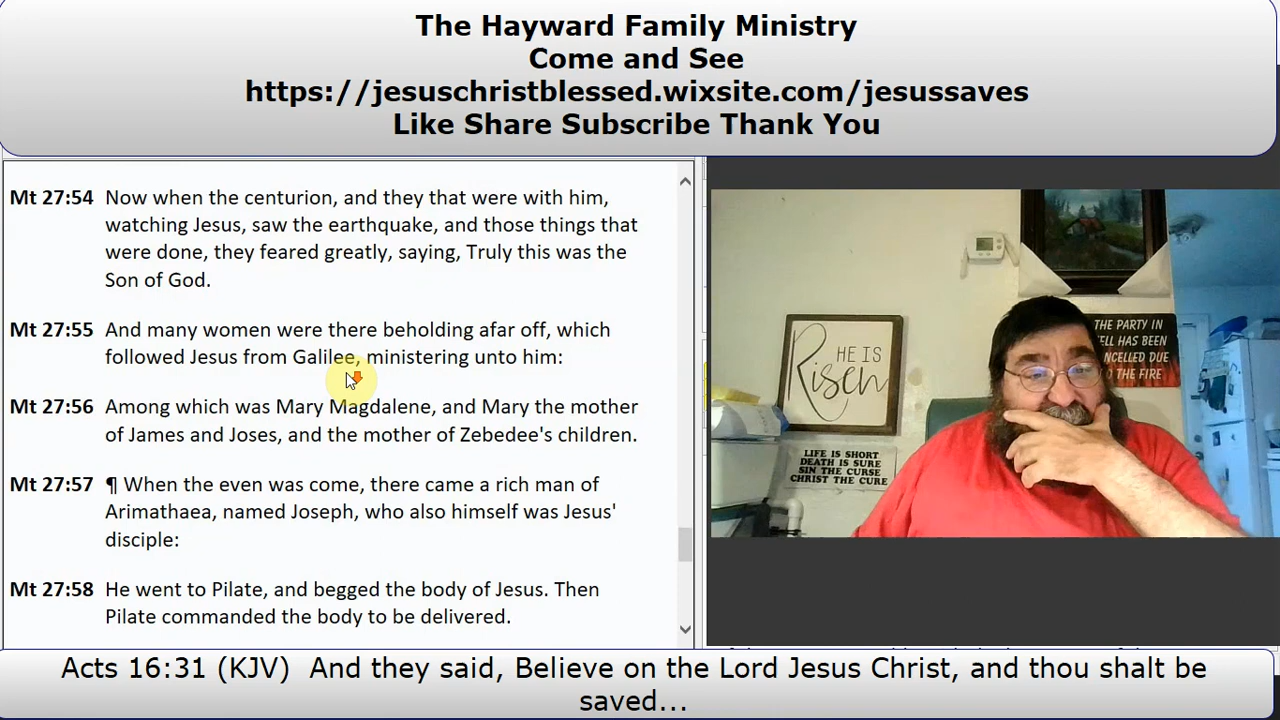 The Hayward Family Ministry
Come and See
https://jesuschristblessed.wixsite.com/jesussaves
Like Share Subscribe Thank You
Mt 27:54 Now when the centurion, and they that were with him,
watching Jesus, saw the earthquake, and those things that
were done, they feared greatly, saying, Truly this was the
Son of God.
Mt 27:55 And many women were there beholding afar off, which
followed Jesus from Galilee, ministering unto him:
Mt 27:56 Among which was Mary Magdalene, and Mary the mother
of James and Joses, and the mother of Zebedee's children.
Mt 27:57 ¶ When the even was come, there came a rich man of
Arimathaea, named Joseph, who also himself was Jesus'
disciple:
Mt 27:58 He went to Pilate, and begged the body of Jesus. Then
Pilate commanded the body to be delivered.
HE IS
Risen
THE PARTY IN
ELL HAS BEEN
NCELLED DUE
THE FIRE
LIFE IS SHORT
DEATH IS SURE
SIN THE CURSE
CHRIST THE CURE
Acts 16:31 (KJV) And they said, Believe on the Lord Jesus Christ, and thou shalt be
saved...